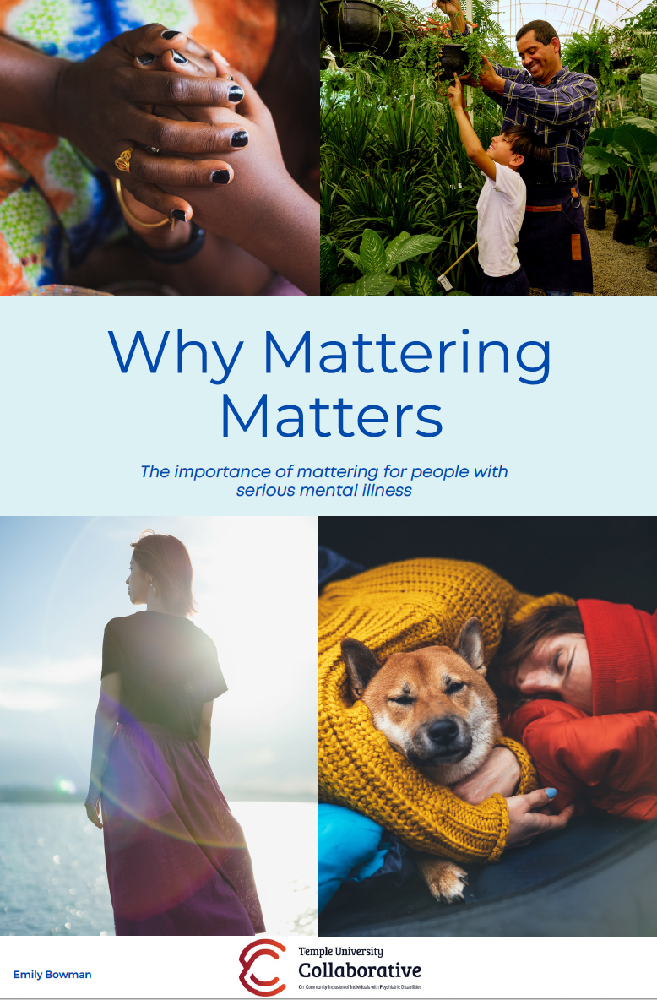 Why Mattering
Matters
The importance of mattering for people with
serious mental illness
Emily Bowman
Temple University
Collaborative
On Community Inclusion of Individuals with Psychiatric Disabilities